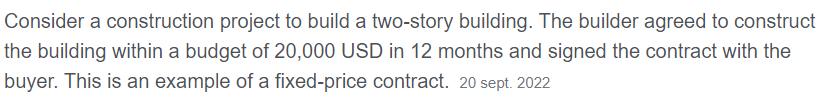 Consider a construction project to build a two-story building. The builder agreed to construct
the building within a budget of 20,000 USD in 12 months and signed the contract with the
buyer. This is an example of a fixed-price contract. 20 sept. 2022